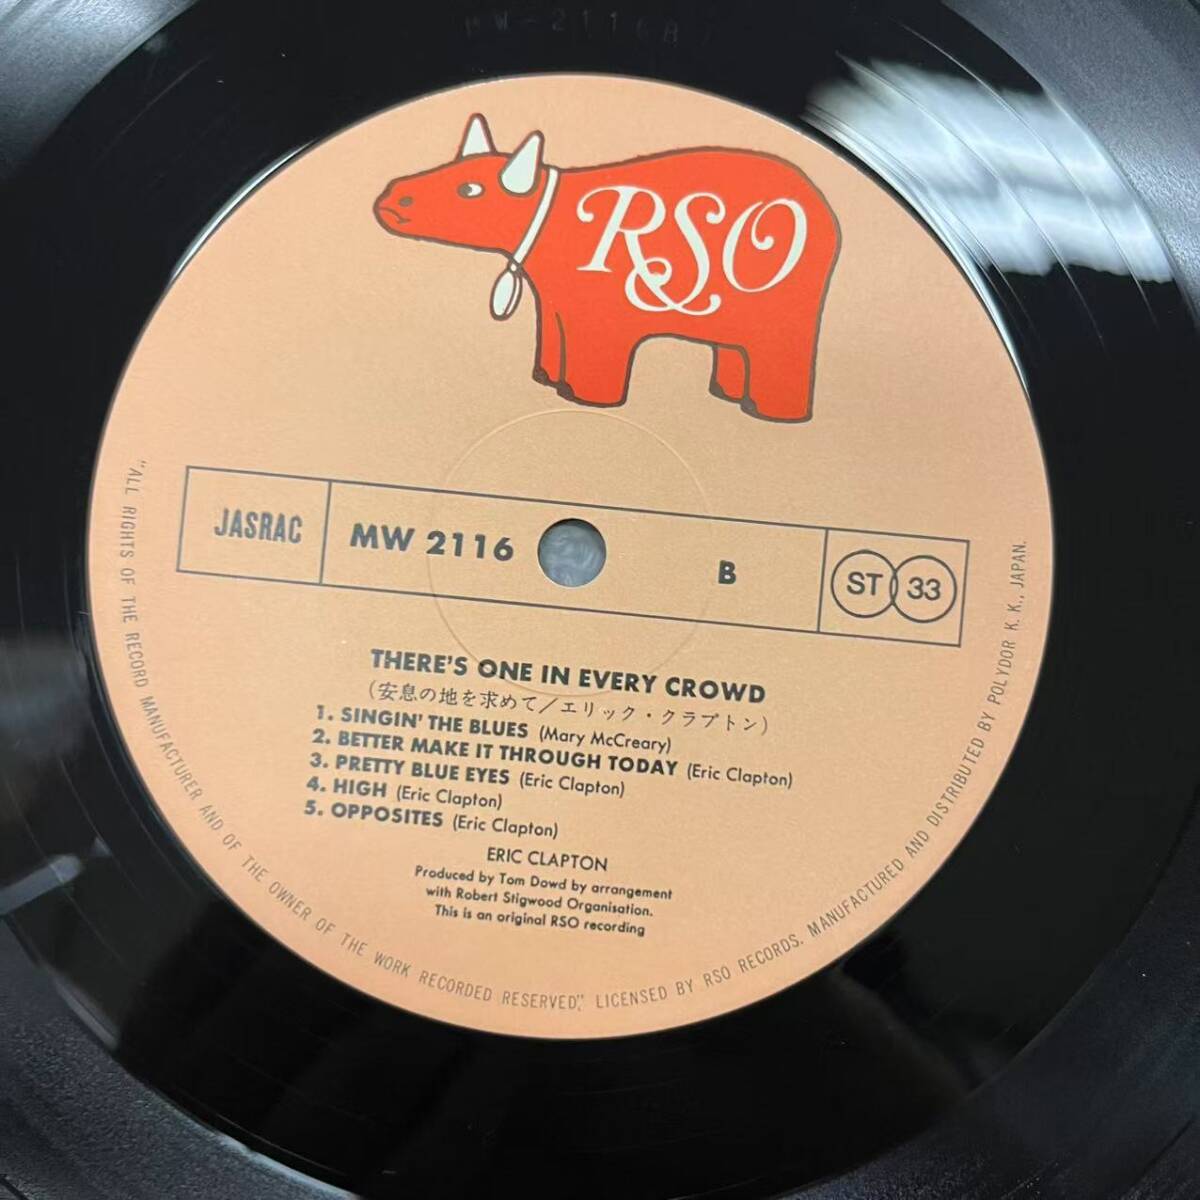 MW-2116B
RSO
JASRAC
MW 2116
B
ST 33
THERE'S ONE IN EVERY CROWD
(安息の地を求めて/エリック・クラプトン)
1. SINGIN' THE BLUES (Mary McCreary)
2. BETTER MAKE IT THROUGH TODAY (Eric Clapton)
3. PRETTY BLUE EYES (Eric Clapton)
4. HIGH (Eric Clapton)
5. OPPOSITES (Eric Clapton)
ERIC CLAPTON
Produced by Tom Dowd by arrangement
with Robert Stigwood Organisation.
This is an original RSO recording
"ALL RIGHTS OF THE RECORD MANUFACTURER AND OF THE OWNER OF THE WORK RECORDED RESERVED," LICENSED BY RSO RECORDS. MANUFACTURED AND DISTRIBUTED BY POLYDOR K. K., JAPAN.